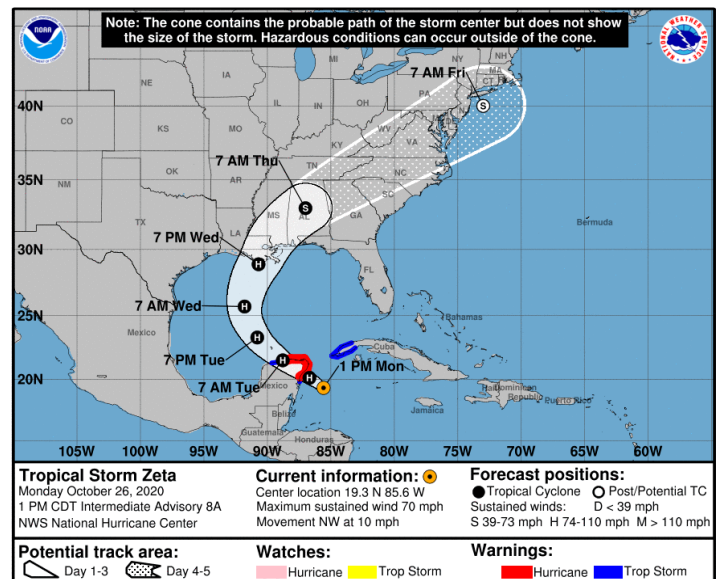 Note: The cone contains the probable path of the storm center but does not show
the size of the storm. Hazardous conditions can occur outside of the cone.
NOAA
NATIONAL WEATHER SERVICE
40N
35N
30N
25N
20N
105W 100W 95W 90W 85W 80W 75W 70W 65W 60W
NE
IA
MI
NY
NH
MA
CT
PA
CO
KS
MO
IL
IN
OH
WV
VA
KY
NM
OK
AR
TN
NC
SC
TX
LA
MS
AL
GA
FL
Bermuda
Bahamas
Mexico
Cuba
Mexico
Belize
Guatemala
Honduras
Jamaica
Dominican
Republic
Puerto Rico
7 AM Fri
S
7 AM Thu
S
7 PM Wed
H
7 AM Wed
H
7 PM Tue
H
7 AM Tue
H
H
1 PM Mon
Tropical Storm Zeta
Monday October 26, 2020
1 PM CDT Intermediate Advisory 8A
NWS National Hurricane Center
Current information:
Center location 19.3 N 85.6 W
Maximum sustained wind 70 mph
Movement NW at 10 mph
Forecast positions:
Tropical Cyclone Post/Potential TC
Sustained winds: D < 39 mph
S 39-73 mph H 74-110 mph M > 110 mph
Potential track area:
Day 1-3 Day 4-5
Watches:
Hurricane Trop Storm
Warnings:
Hurricane Trop Storm